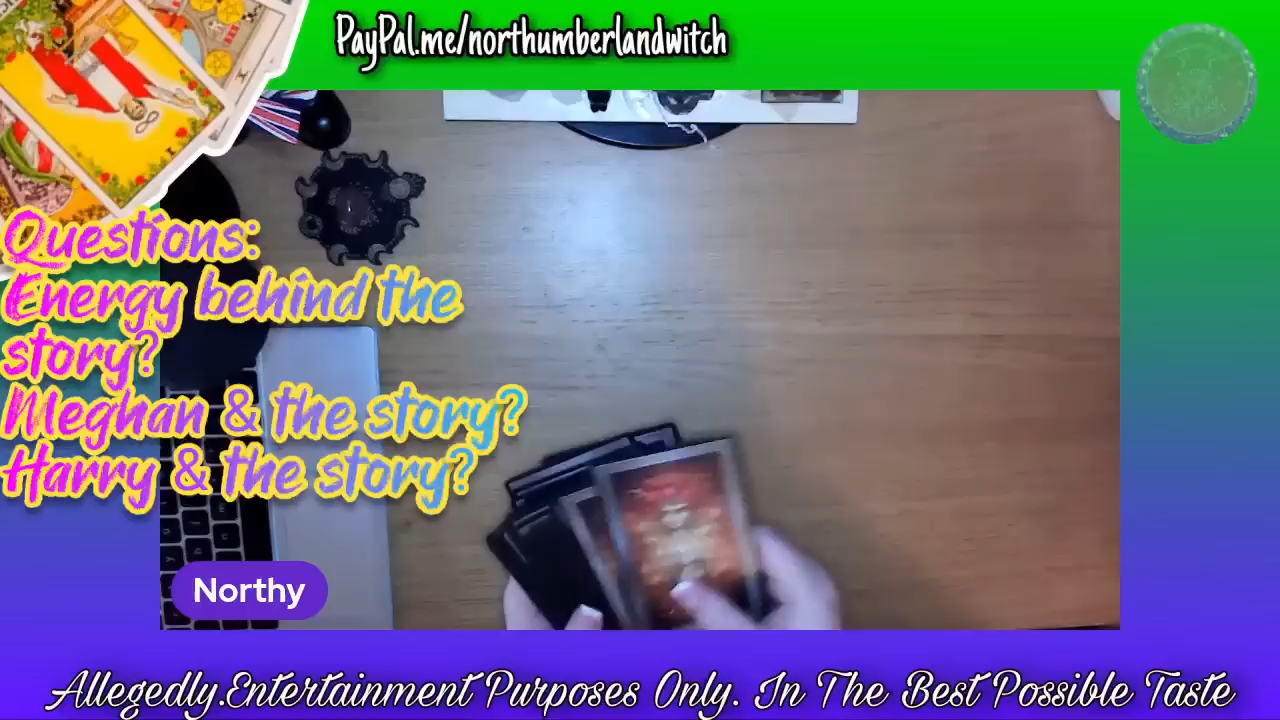 PayPal.me/northumberlandwitch
Questions:
Energy behind the
story?
Meghan & the story?
Harry & the story?
Northy
Allegedly.Entertainment Purposes Only. In The Best Possible Taste